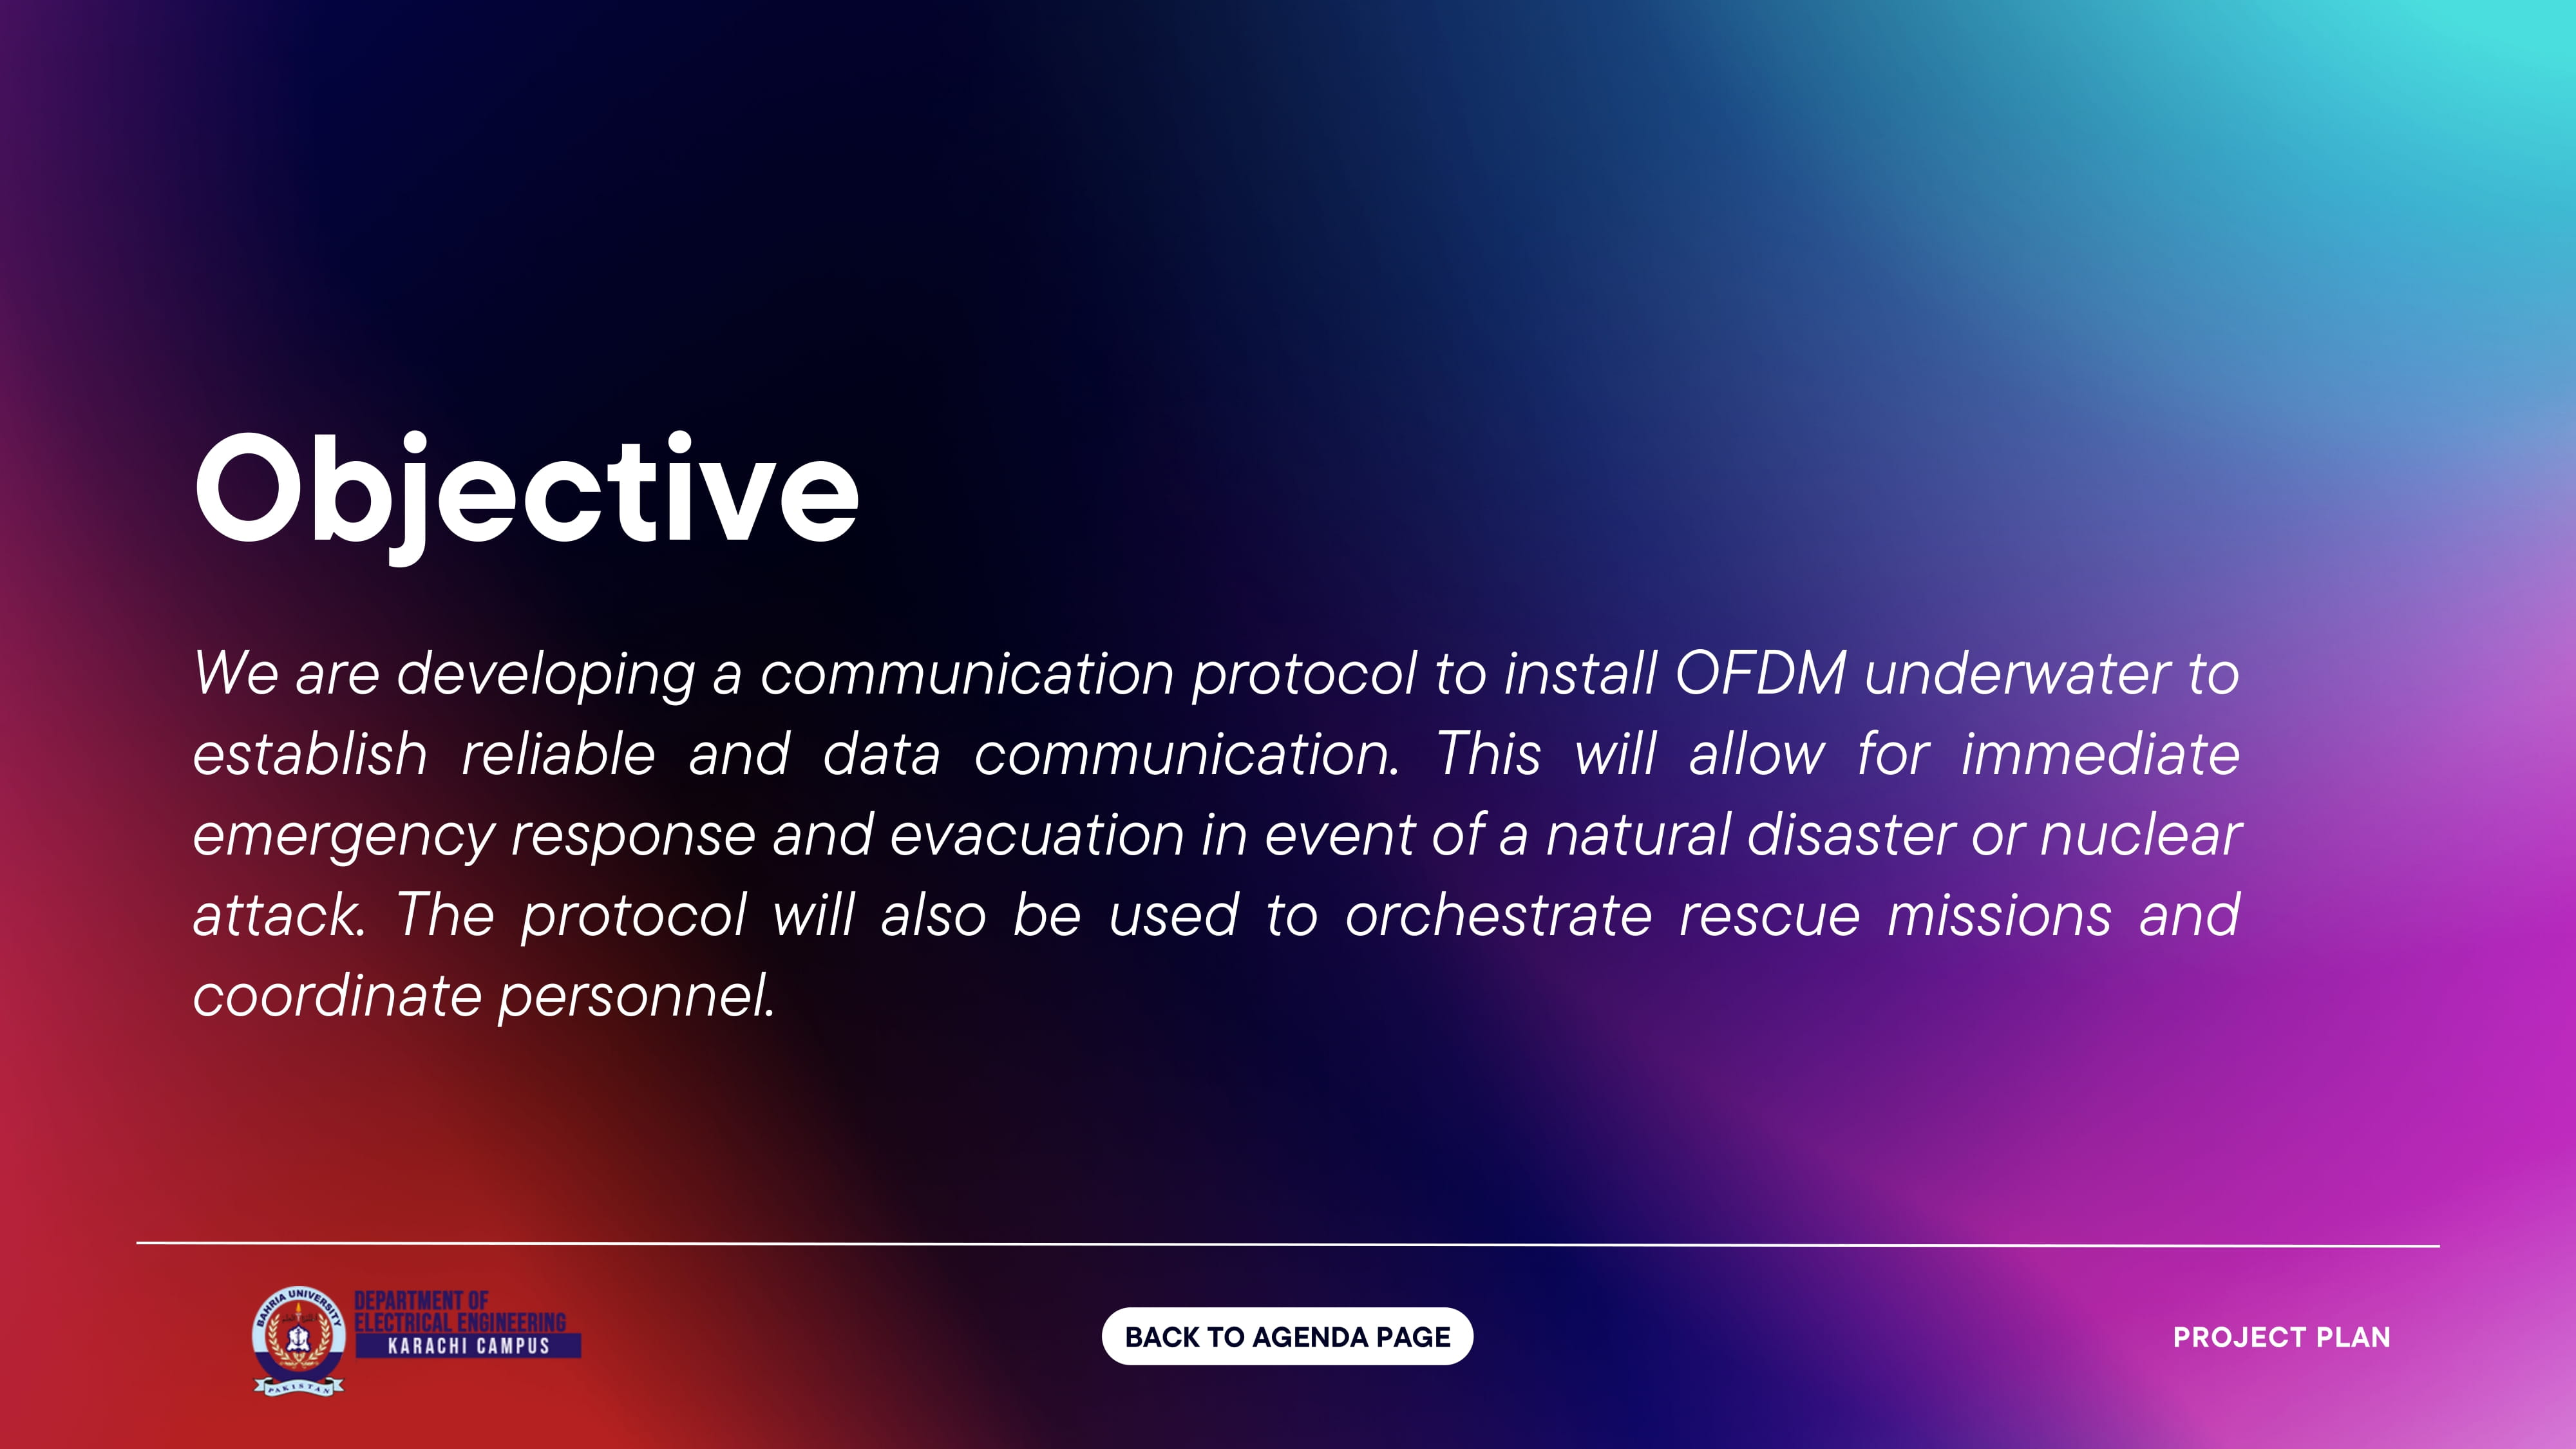 Objective
We are developing a communication protocol to install OFDM underwater to
establish reliable and data communication. This will allow for immediate
emergency response and evacuation in event of a natural disaster or nuclear
attack. The protocol will also be used to orchestrate rescue missions and
coordinate personnel.
BAHRIA UNIVERSITY
PAKISTAN
DEPARTMENT OF
ELECTRICAL ENGINEERING
KARACHI CAMPUS
BACK TO AGENDA PAGE
PROJECT PLAN